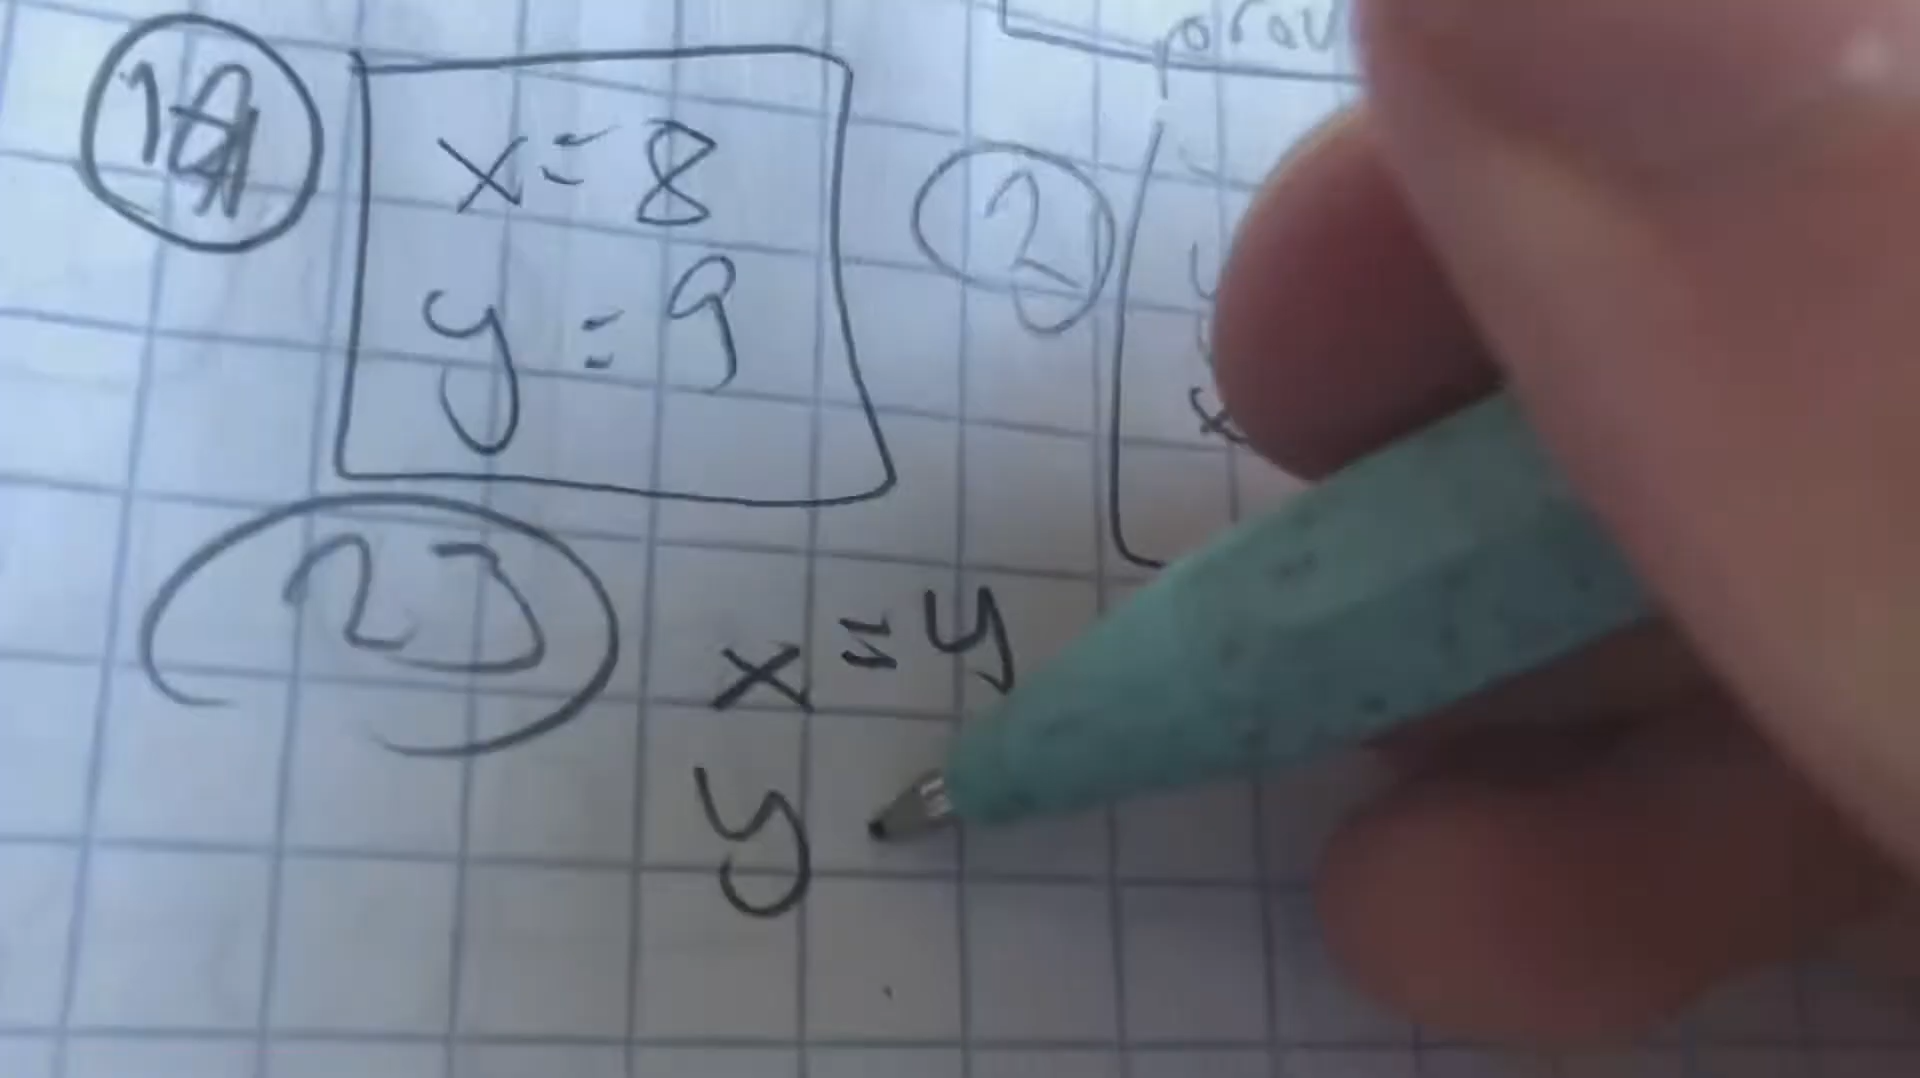 1
x = 8
y = 9
2
2)
x = y
y